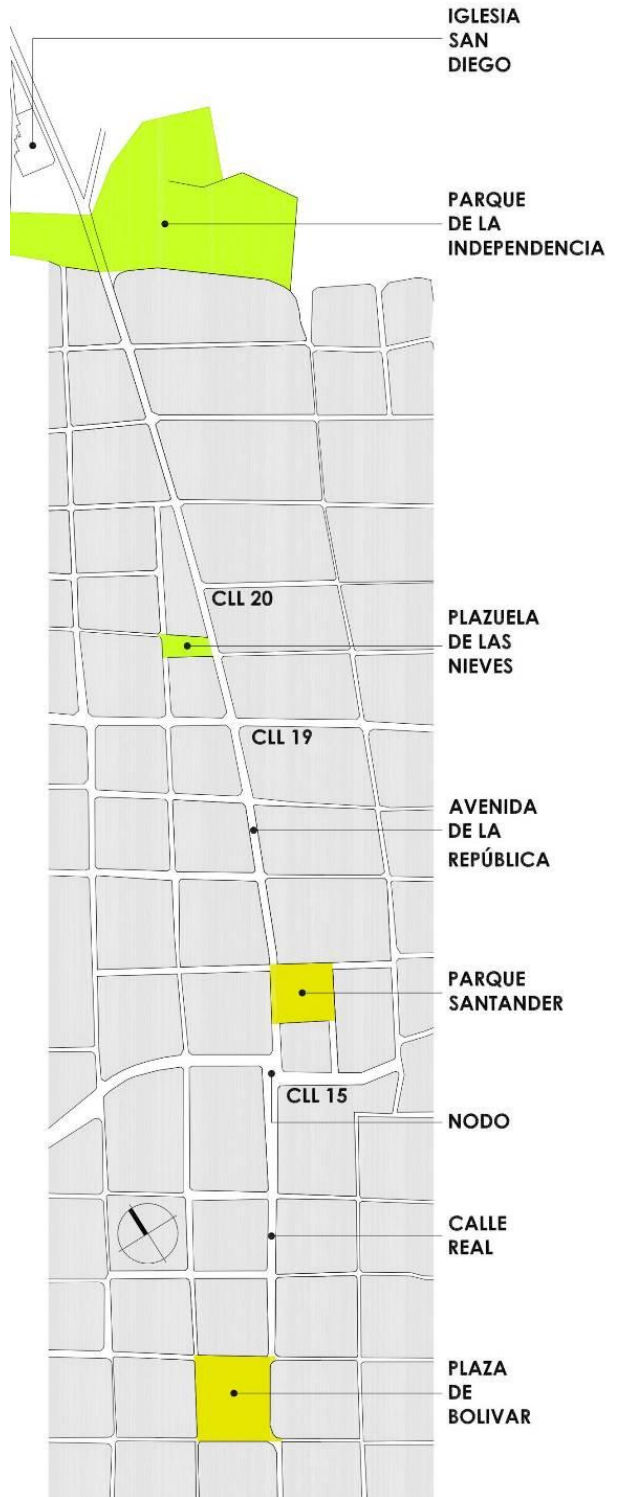 IGLESIA
SAN
DIEGO
PARQUE
DE LA
INDEPENDENCIA
CLL 20
PLAZUELA
DE LAS
NIEVES
CLL 19
AVENIDA
DE LA
REPÚBLICA
PARQUE
SANTANDER
CLL 15
NODO
CALLE
REAL
PLAZA
DE
BOLIVAR